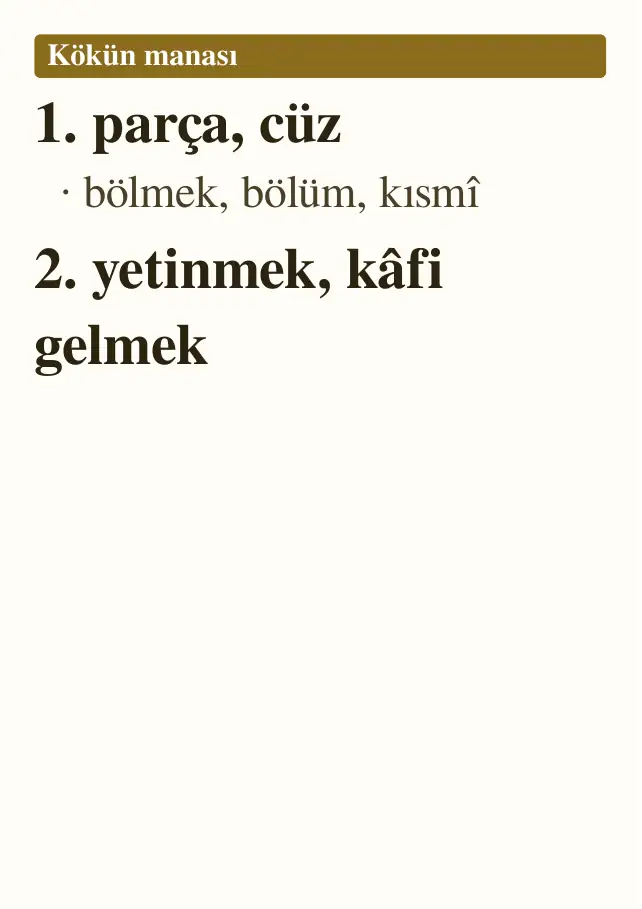 Kökün manası
1. parça, cüz
· bölmek, bölüm, kısmî
2. yetinmek, kâfi
gelmek